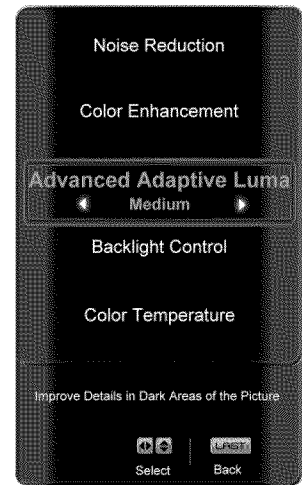 Noise Reduction
Color Enhancement
Advanced Adaptive Luma
Medium
Backlight Control
Color Temperature
Improve Details in Dark Areas of the Picture
LAST
Select
Back